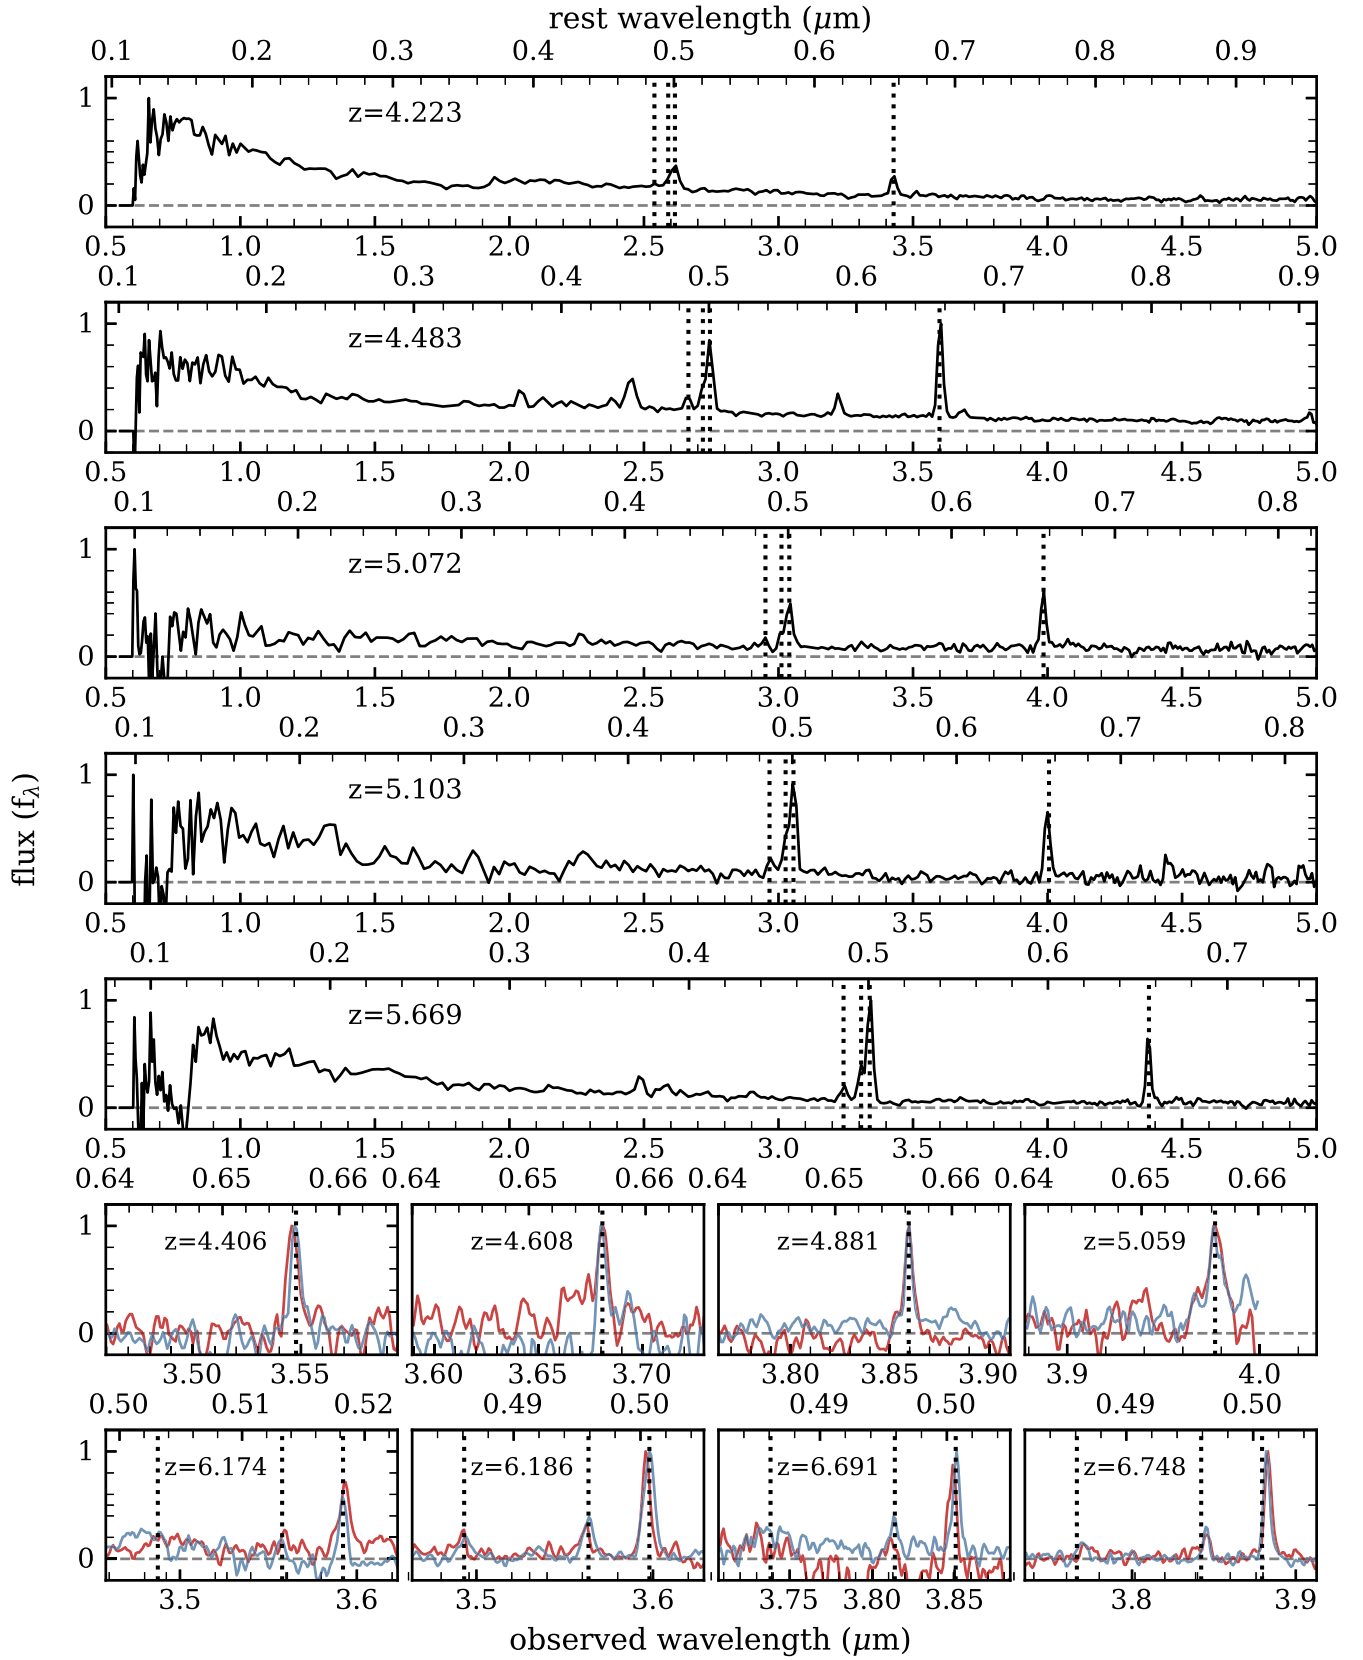 rest wavelength (μm)
0.1 0.2 0.3 0.4 0.5 0.6 0.7 0.8 0.9
1
z=4.223
0
0.5 1.0 1.5 2.0 2.5 3.0 3.5 4.0 4.5 5.0
0.1 0.2 0.3 0.4 0.5 0.6 0.7 0.8 0.9
1
z=4.483
0
0.5 1.0 1.5 2.0 2.5 3.0 3.5 4.0 4.5 5.0
0.1 0.2 0.3 0.4 0.5 0.6 0.7 0.8
1
z=5.072
0
0.5 1.0 1.5 2.0 2.5 3.0 3.5 4.0 4.5 5.0
0.1 0.2 0.3 0.4 0.5 0.6 0.7 0.8
1
z=5.103
flux (fλ)
0
0.5 1.0 1.5 2.0 2.5 3.0 3.5 4.0 4.5 5.0
0.1 0.2 0.3 0.4 0.5 0.6 0.7
1
z=5.669
0
0.5 1.0 1.5 2.0 2.5 3.0 3.5 4.0 4.5 5.0
0.64 0.65 0.66 0.64 0.65 0.66 0.64 0.65 0.66 0.64 0.65 0.66
1
z=4.406 z=4.608 z=4.881 z=5.059
0
3.50 3.55 3.60 3.65 3.70 3.80 3.85 3.90 3.9 4.0
0.50 0.51 0.52 0.49 0.50 0.49 0.50 0.49 0.50
1
z=6.174 z=6.186 z=6.691 z=6.748
0
3.5 3.6 3.5 3.6 3.75 3.80 3.85 3.8 3.9
observed wavelength (μm)